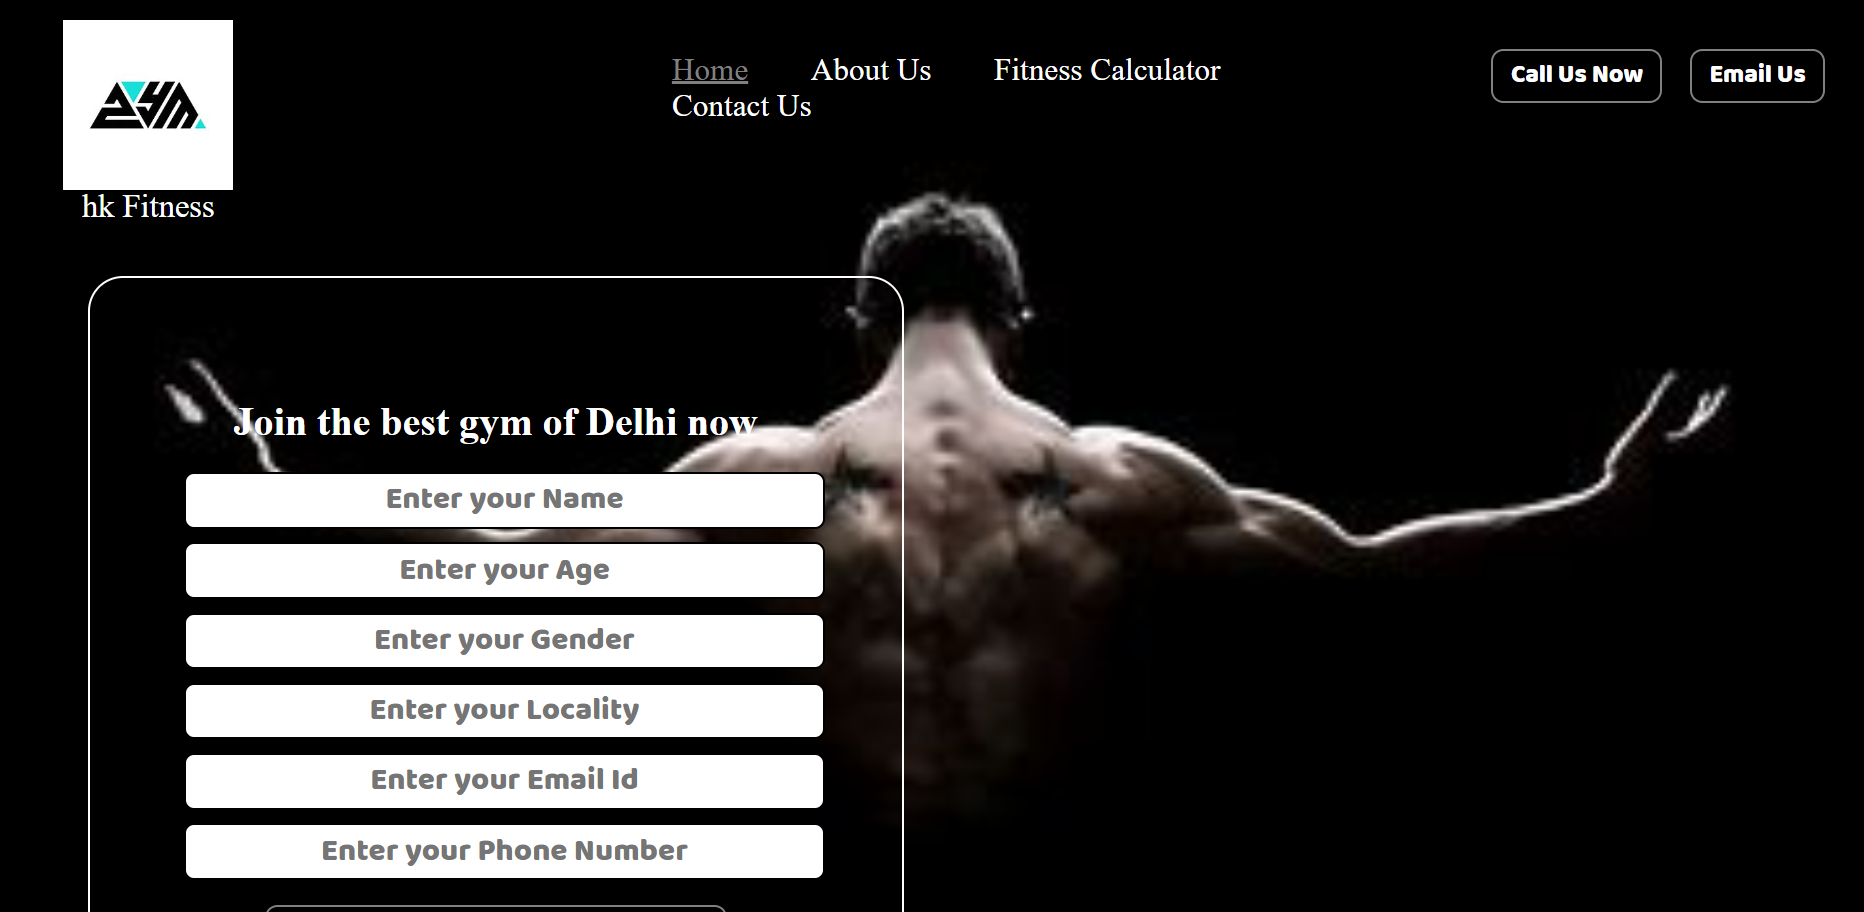 GYM
hk Fitness
Home About Us Fitness Calculator
Contact Us
Call Us Now Email Us
Join the best gym of Delhi now
Enter your Name
Enter your Age
Enter your Gender
Enter your Locality
Enter your Email Id
Enter your Phone Number